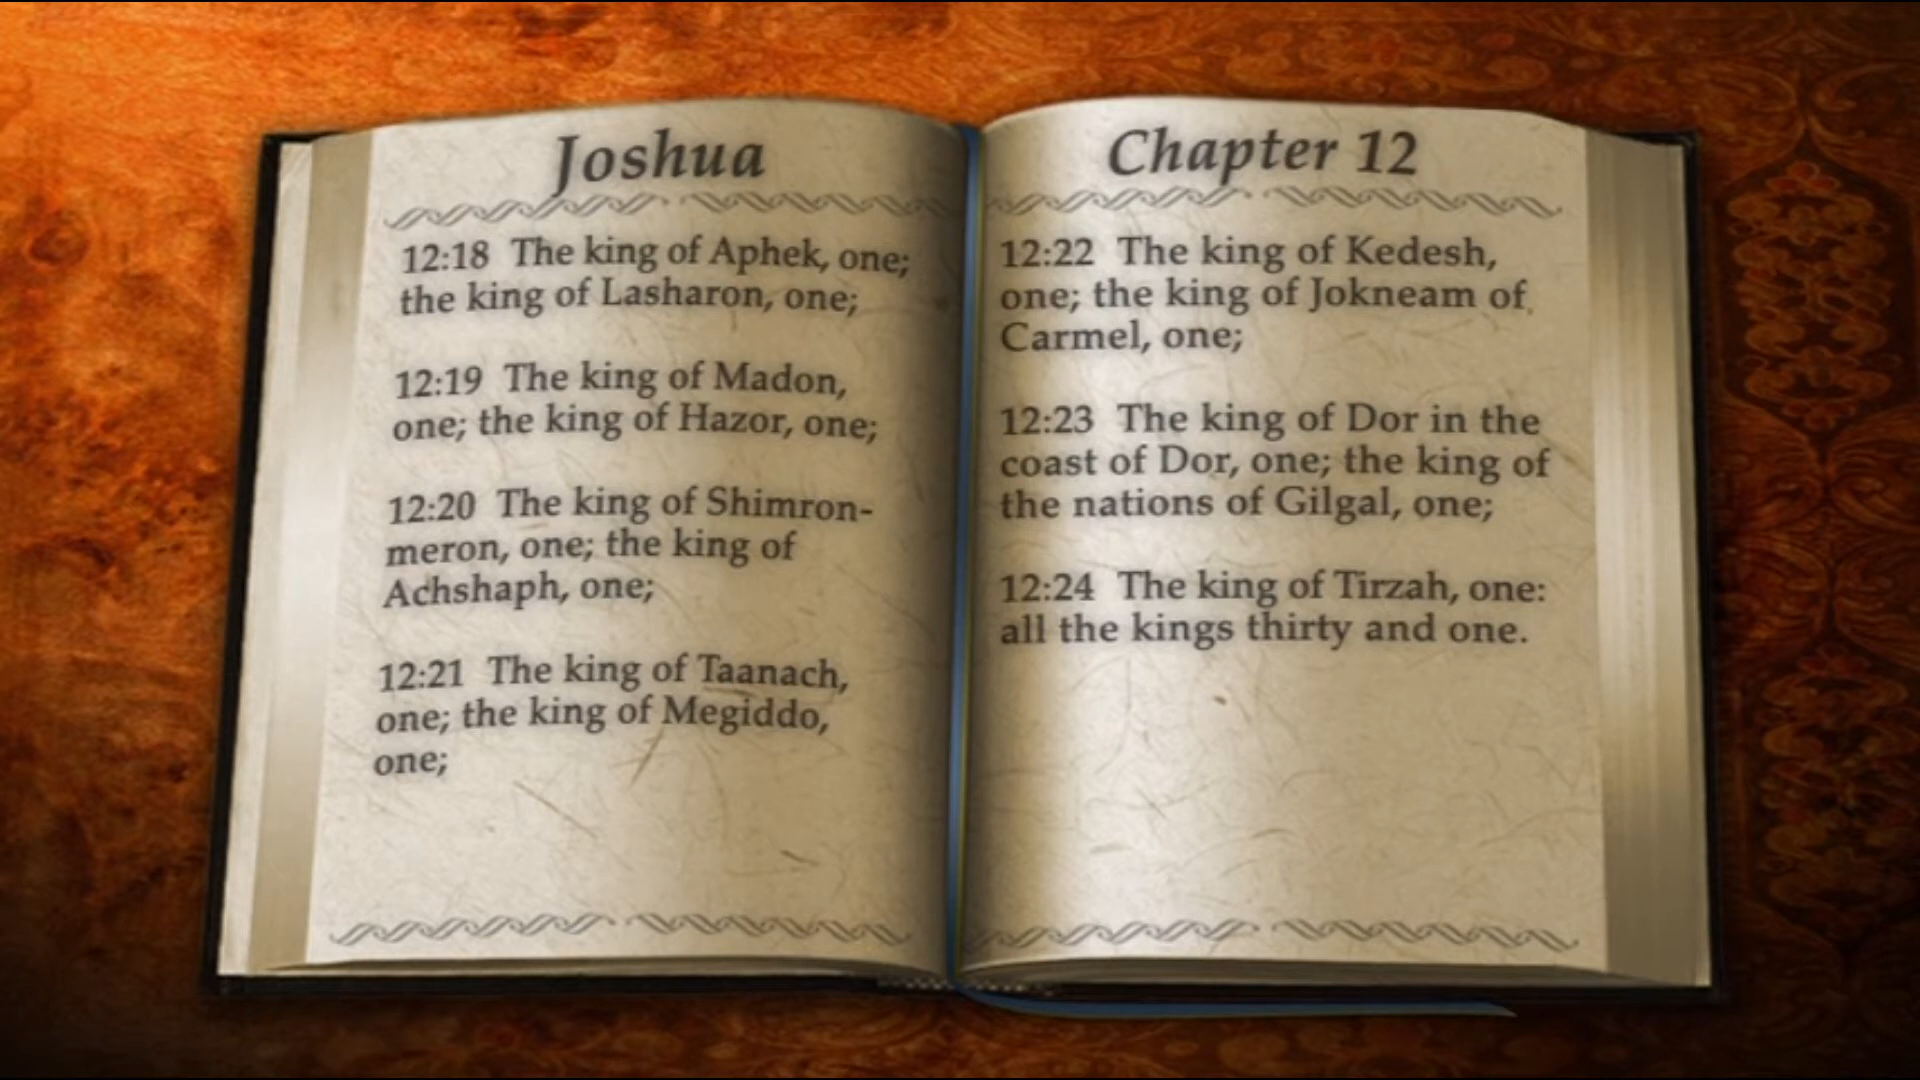 Joshua
12:18 The king of Aphek, one;
the king of Lasharon, one;
12:19 The king of Madon,
one; the king of Hazor, one;
12:20 The king of Shimron-
meron, one; the king of
Achshaph, one;
12:21 The king of Taanach,
one; the king of Megiddo,
one;
Chapter 12
12:22 The king of Kedesh,
one; the king of Jokneam of
Carmel, one;
12:23 The king of Dor in the
coast of Dor, one; the king of
the nations of Gilgal, one;
12:24 The king of Tirzah, one:
all the kings thirty and one.